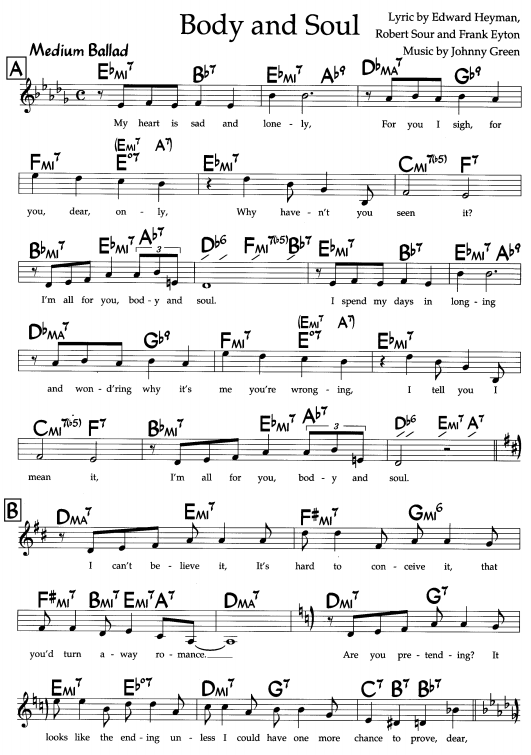 Body and Soul
Lyric by Edward Heyman,
Robert Sour and Frank Eyton
Music by Johnny Green
Medium Ballad
A
E♭MI7 B♭7 E♭MI7 A♭9 D♭MA7 G♭9
My heart is sad and lone - ly, For you I sigh, for
(EMI7 A7)
FMI7 E°7 E♭MI7 CMI7(♭5) F7
you, dear, on - ly, Why have - n't you seen it?
B♭MI7 E♭MI7 A♭7 D♭6 FMI7(♭5) B♭7 E♭MI7 B♭7 E♭MI7 A♭9
3
I'm all for you, bod - y and soul. I spend my days in long - ing
(EMI7 A7)
D♭MA7 G♭9 FMI7 E°7 E♭MI7
and won - d'ring why it's me you're wrong - ing, I tell you I
CMI7(♭5) F7 B♭MI7 E♭MI7 A♭7 D♭6 EMI7 A7
3
mean it, I'm all for you, bod - y and soul.
B
DMA7 EMI7 F#MI7 GMI6
I can't be - lieve it, It's hard to con - ceive it, that
F#MI7 BMI7 EMI7 A7 DMA7 DMI7 G7
you'd turn a - way ro - mance. Are you pre - tend - ing? It
EMI7 E♭°7 DMI7 G7 C7 B7 B♭7
looks like the end - ing un - less I could have one more chance to prove, dear,